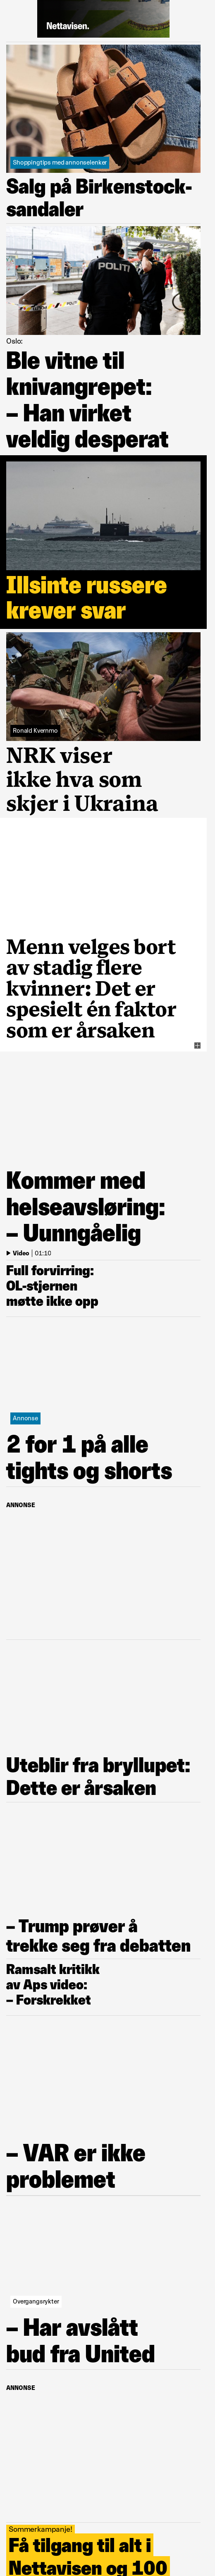 Nettavisen.
Shoppingtips med annonselenker
Salg på Birkenstock-
sandaler
POLITI
Oslo:
Ble vitne til
knivangrepet:
– Han virket
veldig desperat
Illsinte russere
krever svar
Ronald Kvernmo
NRK viser
ikke hva som
skjer i Ukraina
Menn velges bort
av stadig flere
kvinner: Det er
spesielt én faktor
som er årsaken
Kommer med
helseavsløring:
– Uunngåelig
Video | 01:10
Full forvirring:
OL-stjernen
møtte ikke opp
Annonse
2 for 1 på alle
tights og shorts
ANNONSE
Uteblir fra bryllupet:
Dette er årsaken
– Trump prøver å
trekke seg fra debatten
Ramsalt kritikk
av Aps video:
– Forskrekket
– VAR er ikke
problemet
Overgangsrykter
– Har avslått
bud fra United
ANNONSE
Sommerkampanje!
Få tilgang til alt i
Nettavisen og 100